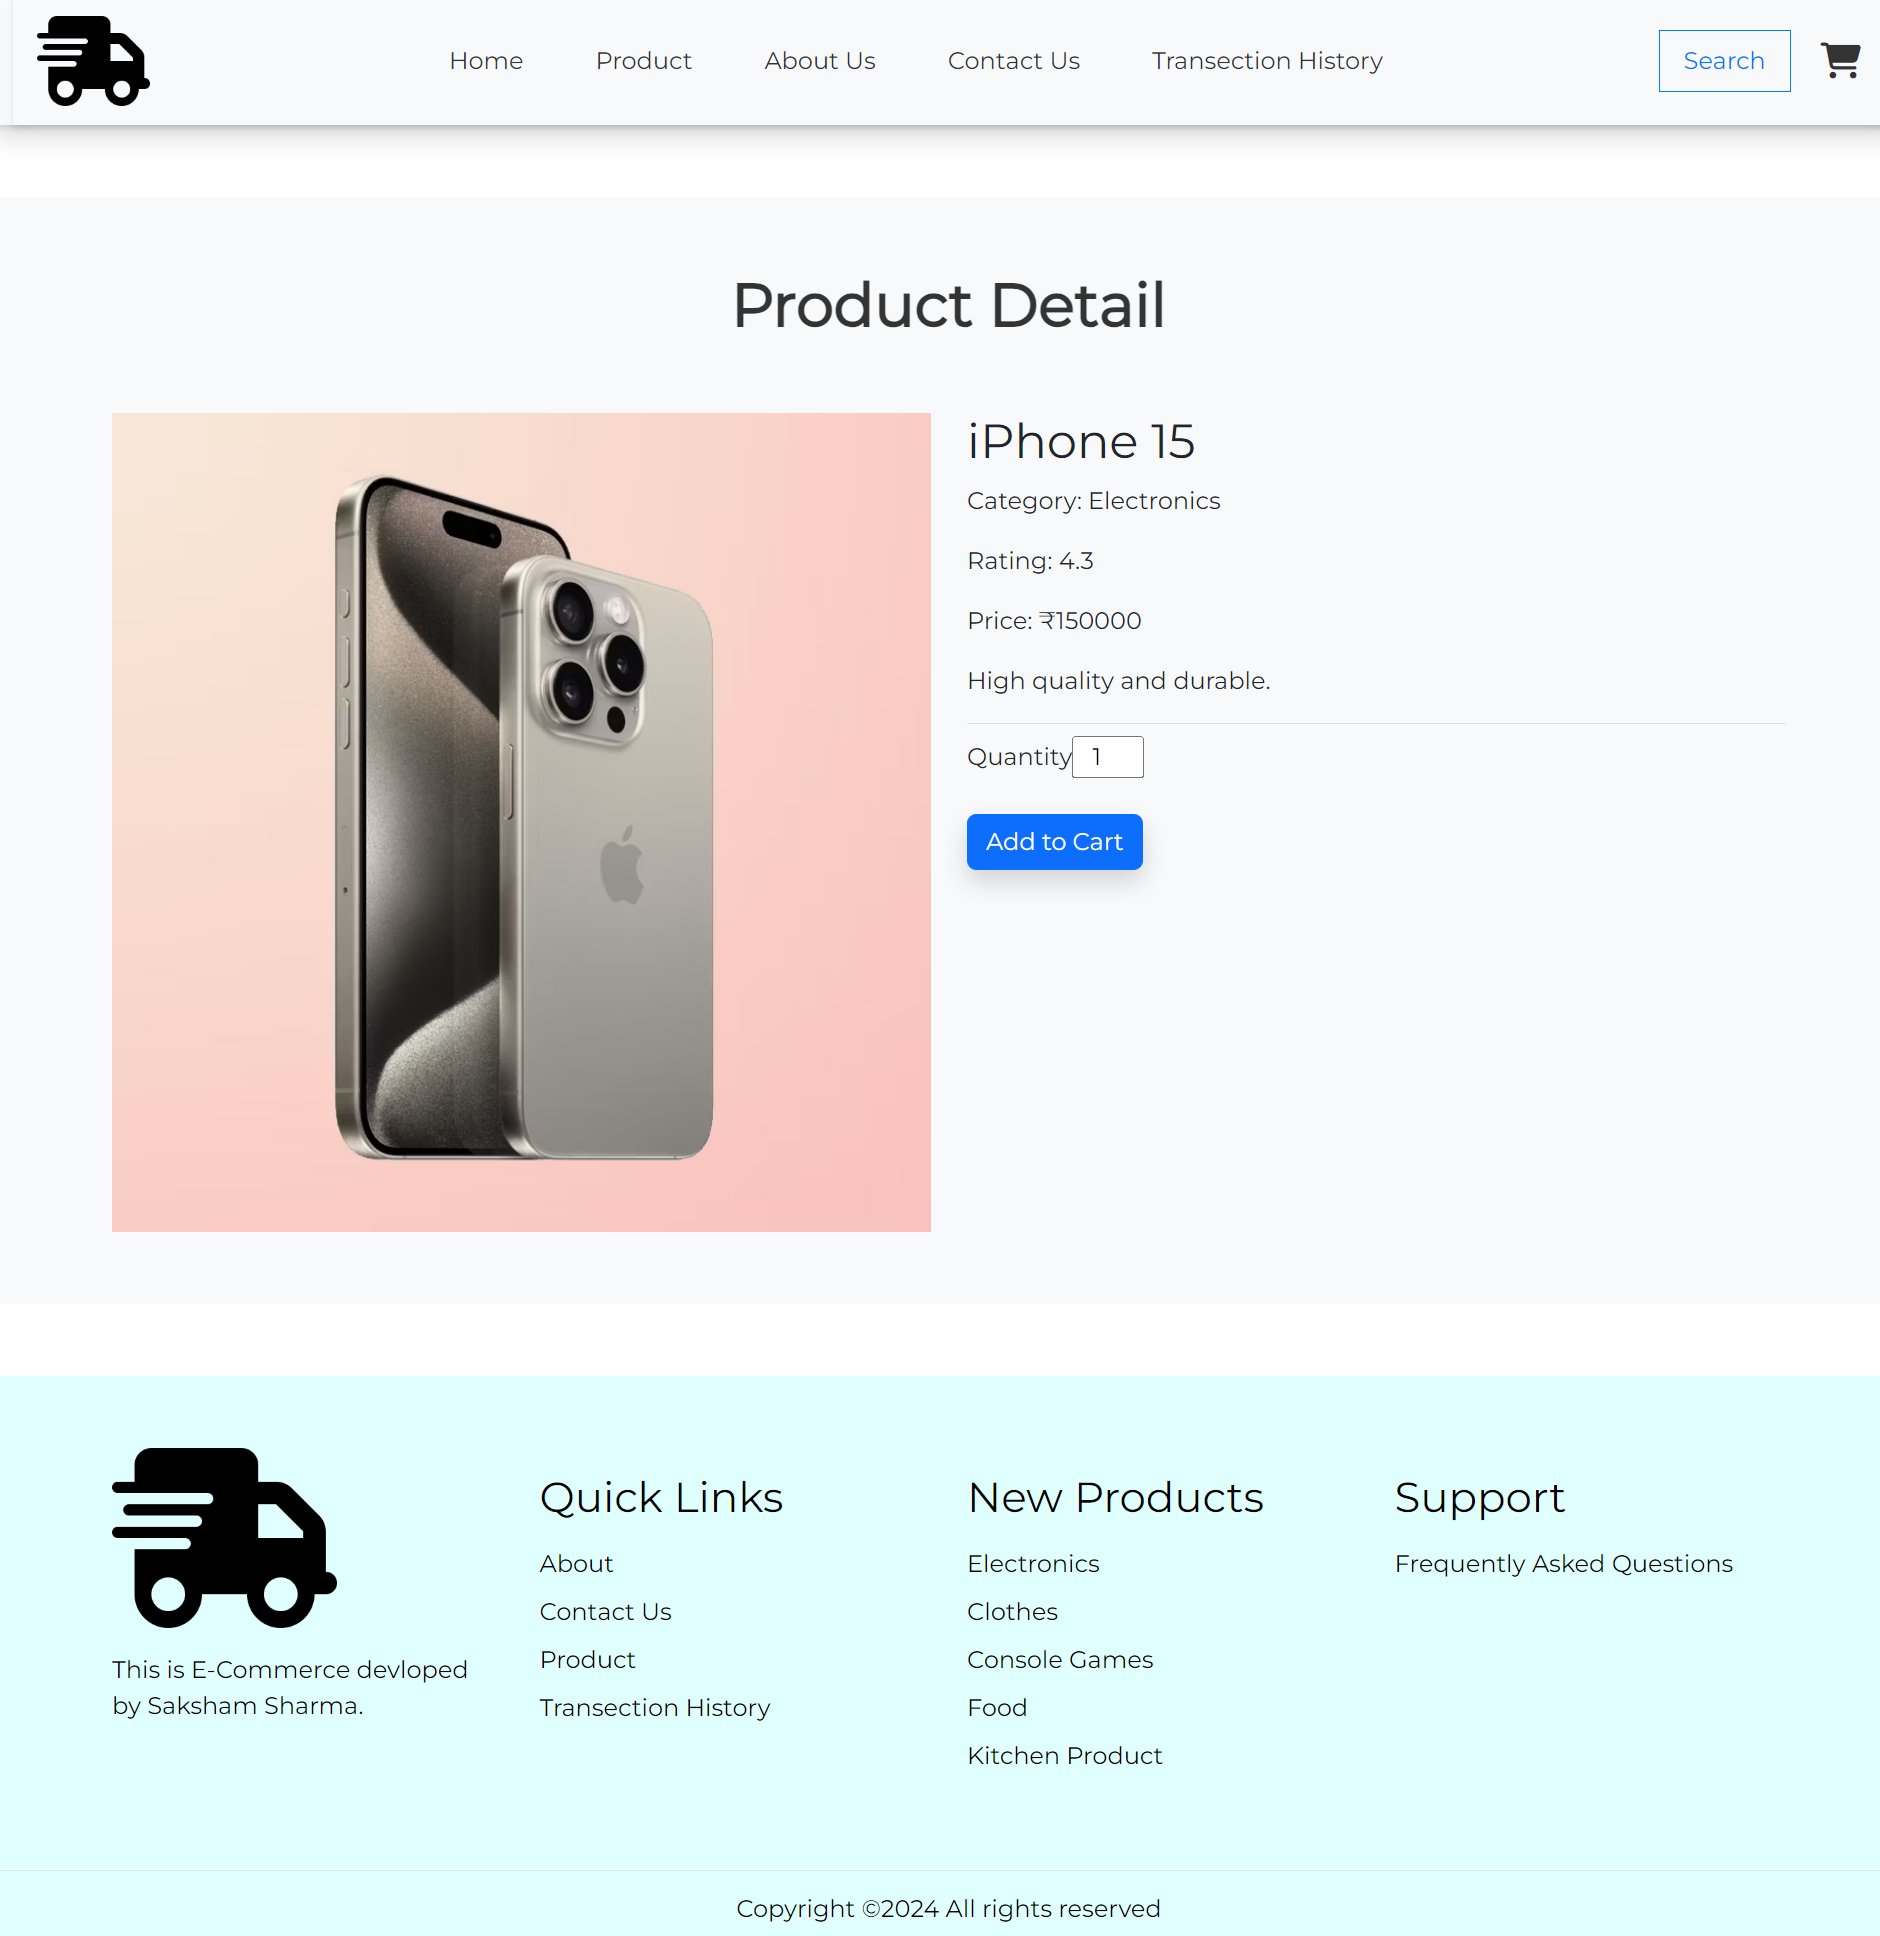 Home Product About Us Contact Us Transection History Search
Product Detail
iPhone 15
Category: Electronics
Rating: 4.3
Price: ₹150000
High quality and durable.
Quantity 1
Add to Cart
This is E-Commerce devloped
by Saksham Sharma.
Quick Links
About
Contact Us
Product
Transection History
New Products
Electronics
Clothes
Console Games
Food
Kitchen Product
Support
Frequently Asked Questions
Copyright ©2024 All rights reserved